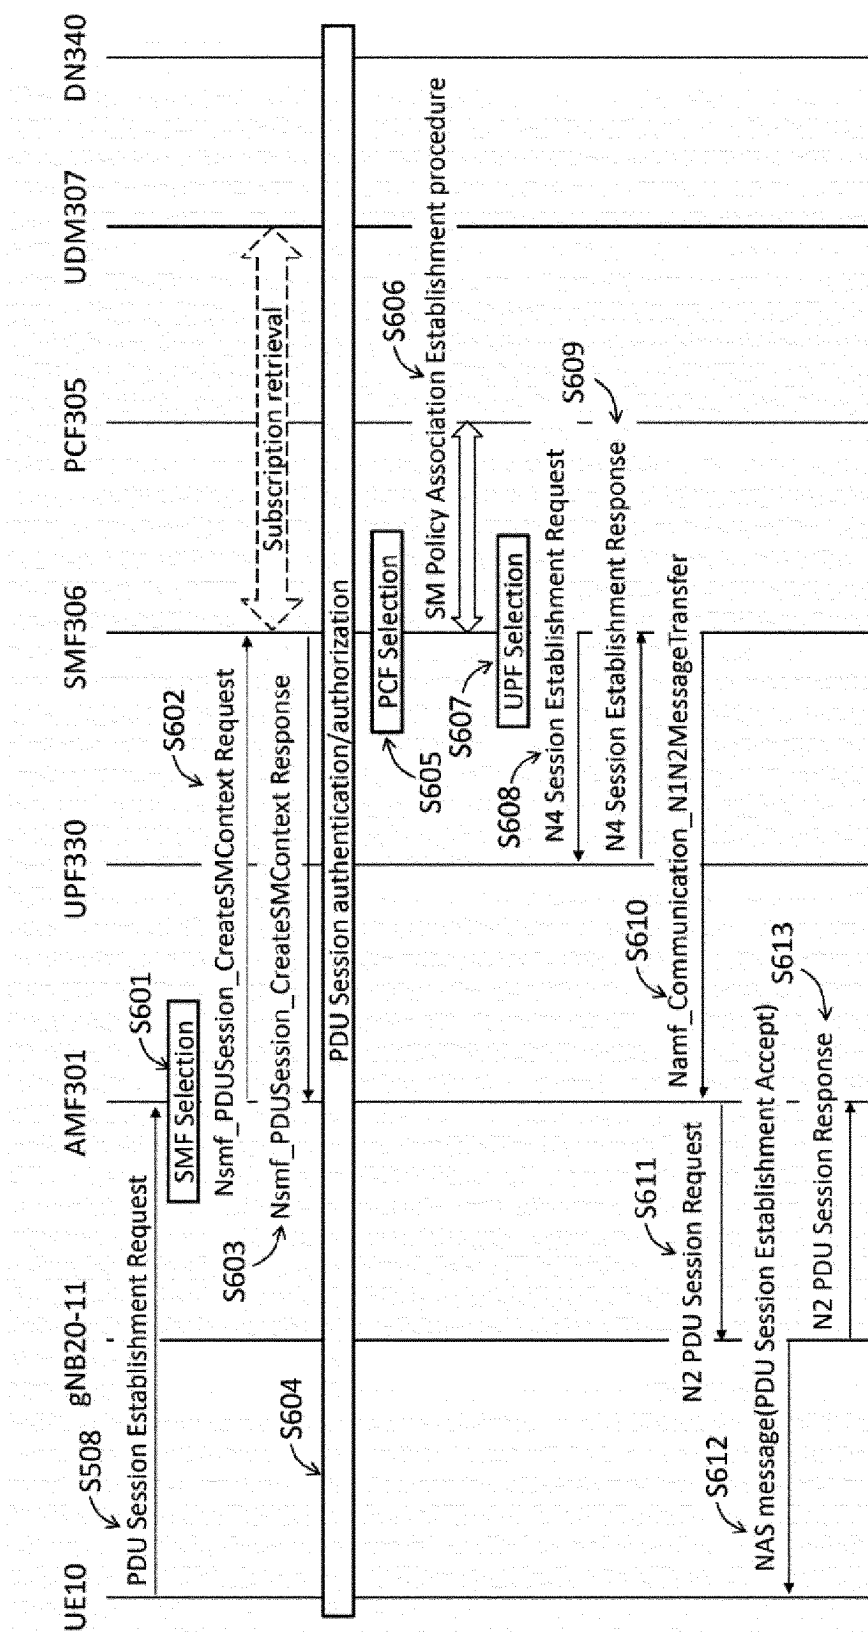 UE10
gNB20-11
AMF301
UPF330
SMF306
PCF305
UDM307
DN340
S508
PDU Session Establishment Request
S601
SMF Selection
S602
Nsmf_PDUSession_CreateSMContext Request
Subscription retrieval
S603
Nsmf_PDUSession_CreateSMContext Response
S604
PDU Session authentication/authorization
S605
PCF Selection
S606
SM Policy Association Establishment procedure
S607
UPF Selection
S608
N4 Session Establishment Request
S609
N4 Session Establishment Response
S610
Namf_Communication_N1N2MessageTransfer
S611
N2 PDU Session Request
S612
NAS message(PDU Session Establishment Accept)
S613
N2 PDU Session Response